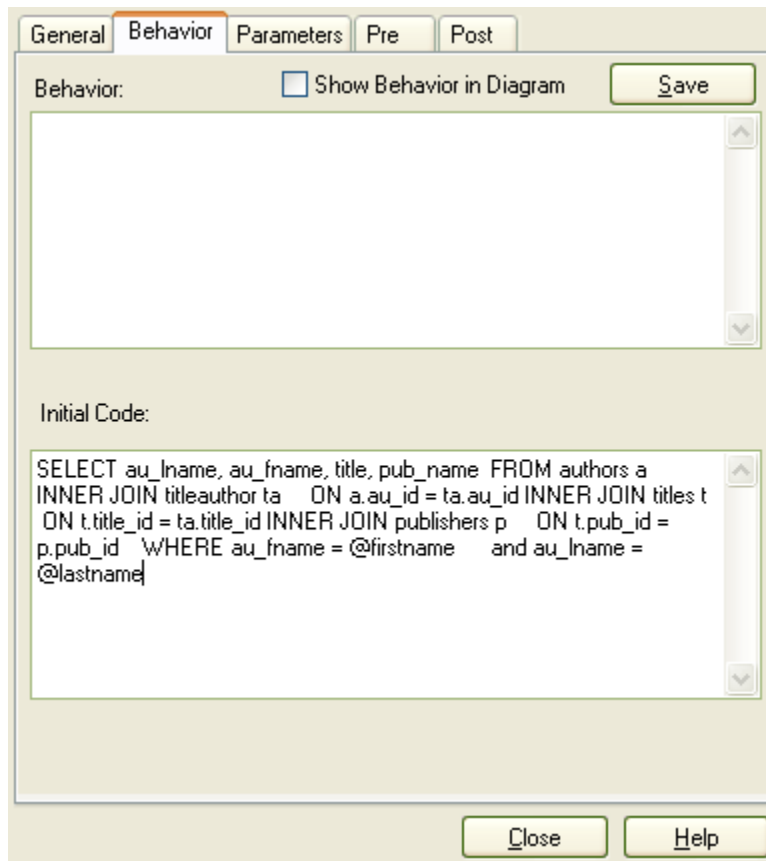 General Behavior Parameters Pre Post
Behavior: Show Behavior in Diagram Save
Initial Code:
SELECT au_lname, au_fname, title, pub_name FROM authors a
INNER JOIN titleauthor ta ON a.au_id = ta.au_id INNER JOIN titles t
ON t.title_id = ta.title_id INNER JOIN publishers p ON t.pub_id =
p.pub_id WHERE au_fname = @firstname and au_lname =
@lastname
Close Help